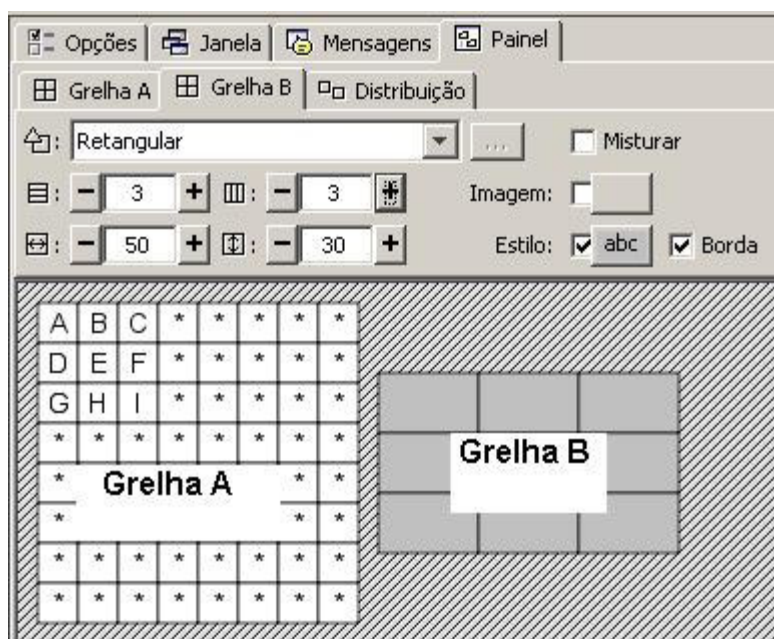 Opções Janela Mensagens Painel
Grelha A Grelha B Distribuição
Retangular ... Misturar
: - 3 + : - 3 + Imagem:
: - 50 + : - 30 + Estilo: abc Borda
A B C * * * * *
D E F * * * * *
G H I * * * * *
* * * * * * * *
* Grelha A * *
* * *
* * * * * * * *
* * * * * * * *
Grelha B